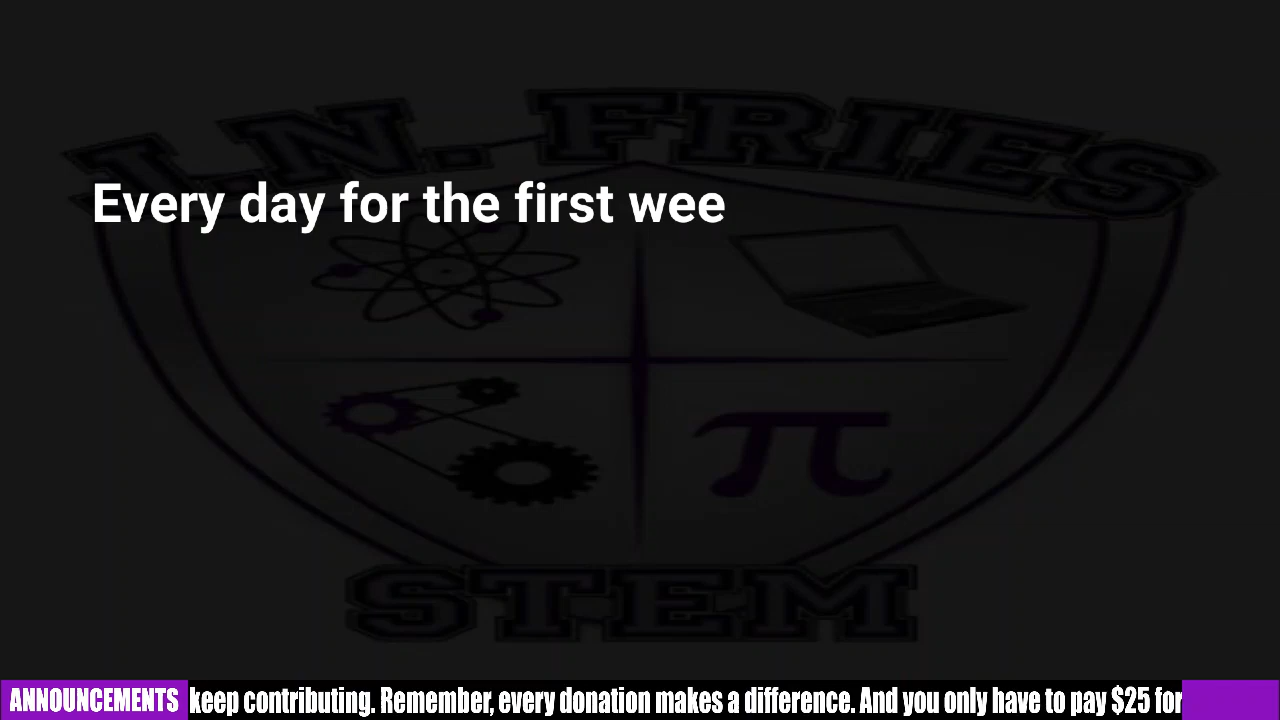 J.N. FRIES
Every day for the first wee
π
STEM
ANNOUNCEMENTS keep contributing. Remember, every donation makes a difference. And you only have to pay $25 for